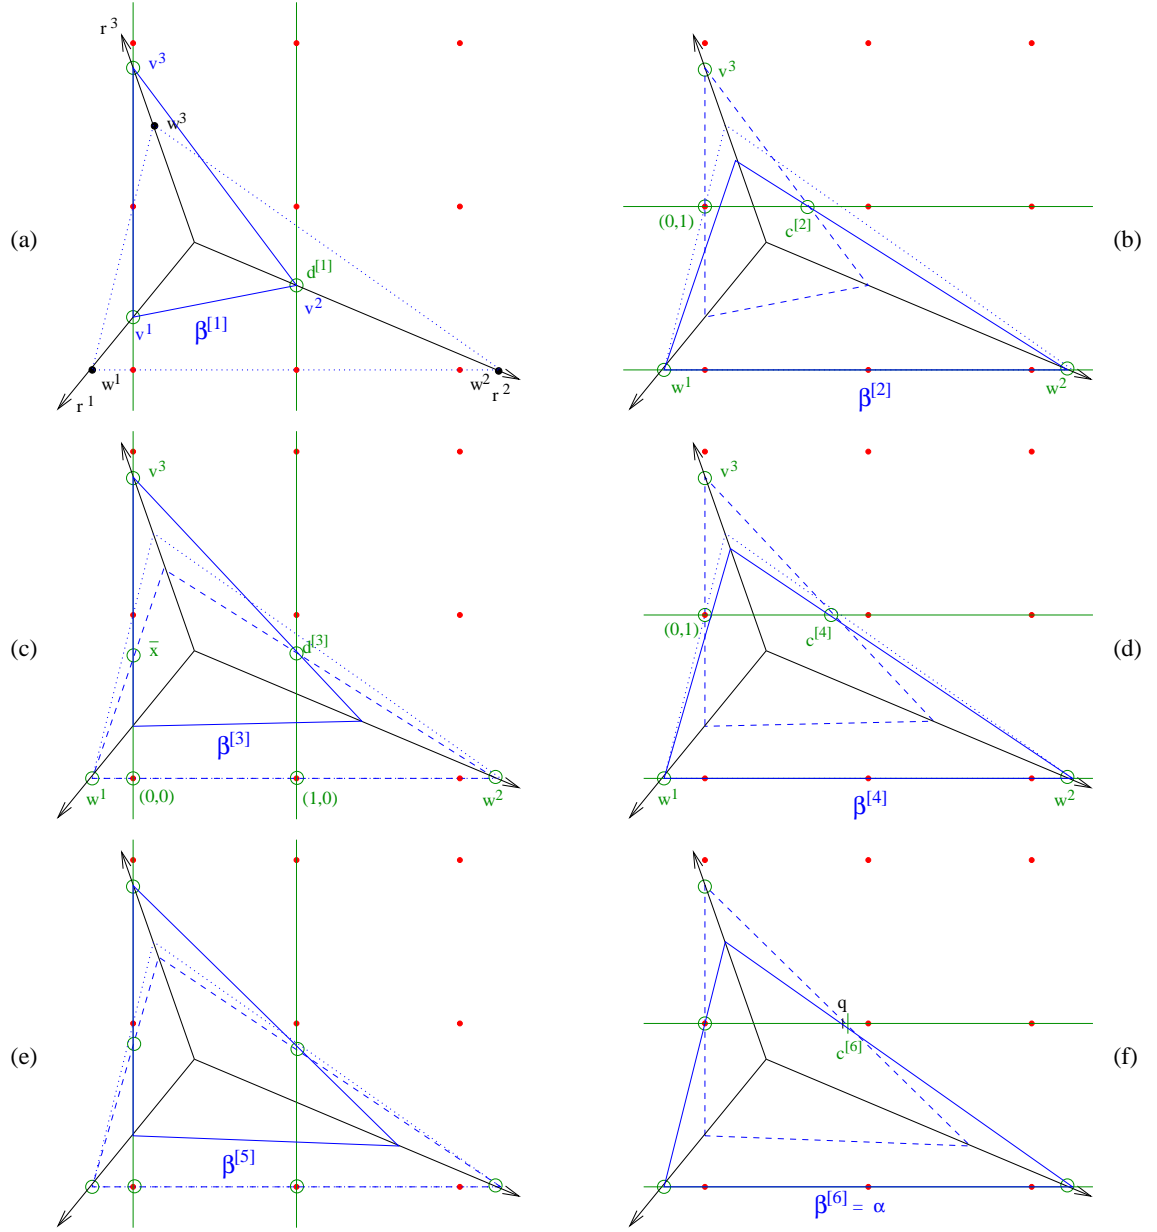 r 3
v3
w3
d[1]
(a)
v1
v2
β[1]
w1
w2
r 1
r 2
v3
(0,1)
c[2]
(b)
w1
w2
β[2]
v3
x̅
d[3]
(c)
β[3]
w1
(0,0)
(1,0)
w2
v3
(0,1)
c[4]
(d)
w1
w2
β[4]
(e)
β[5]
q
c[6]
(f)
β[6] = α